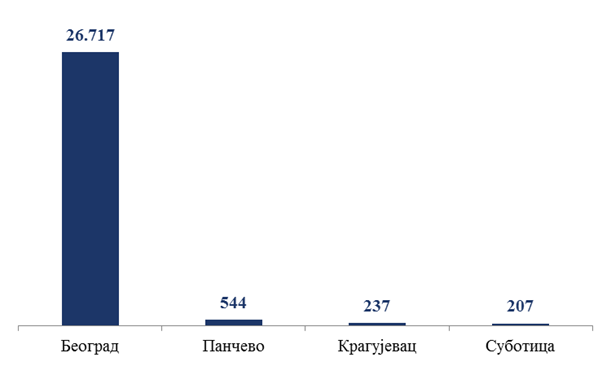 26.717
544
237
207
Београд
Панчево
Крагујевац
Суботица